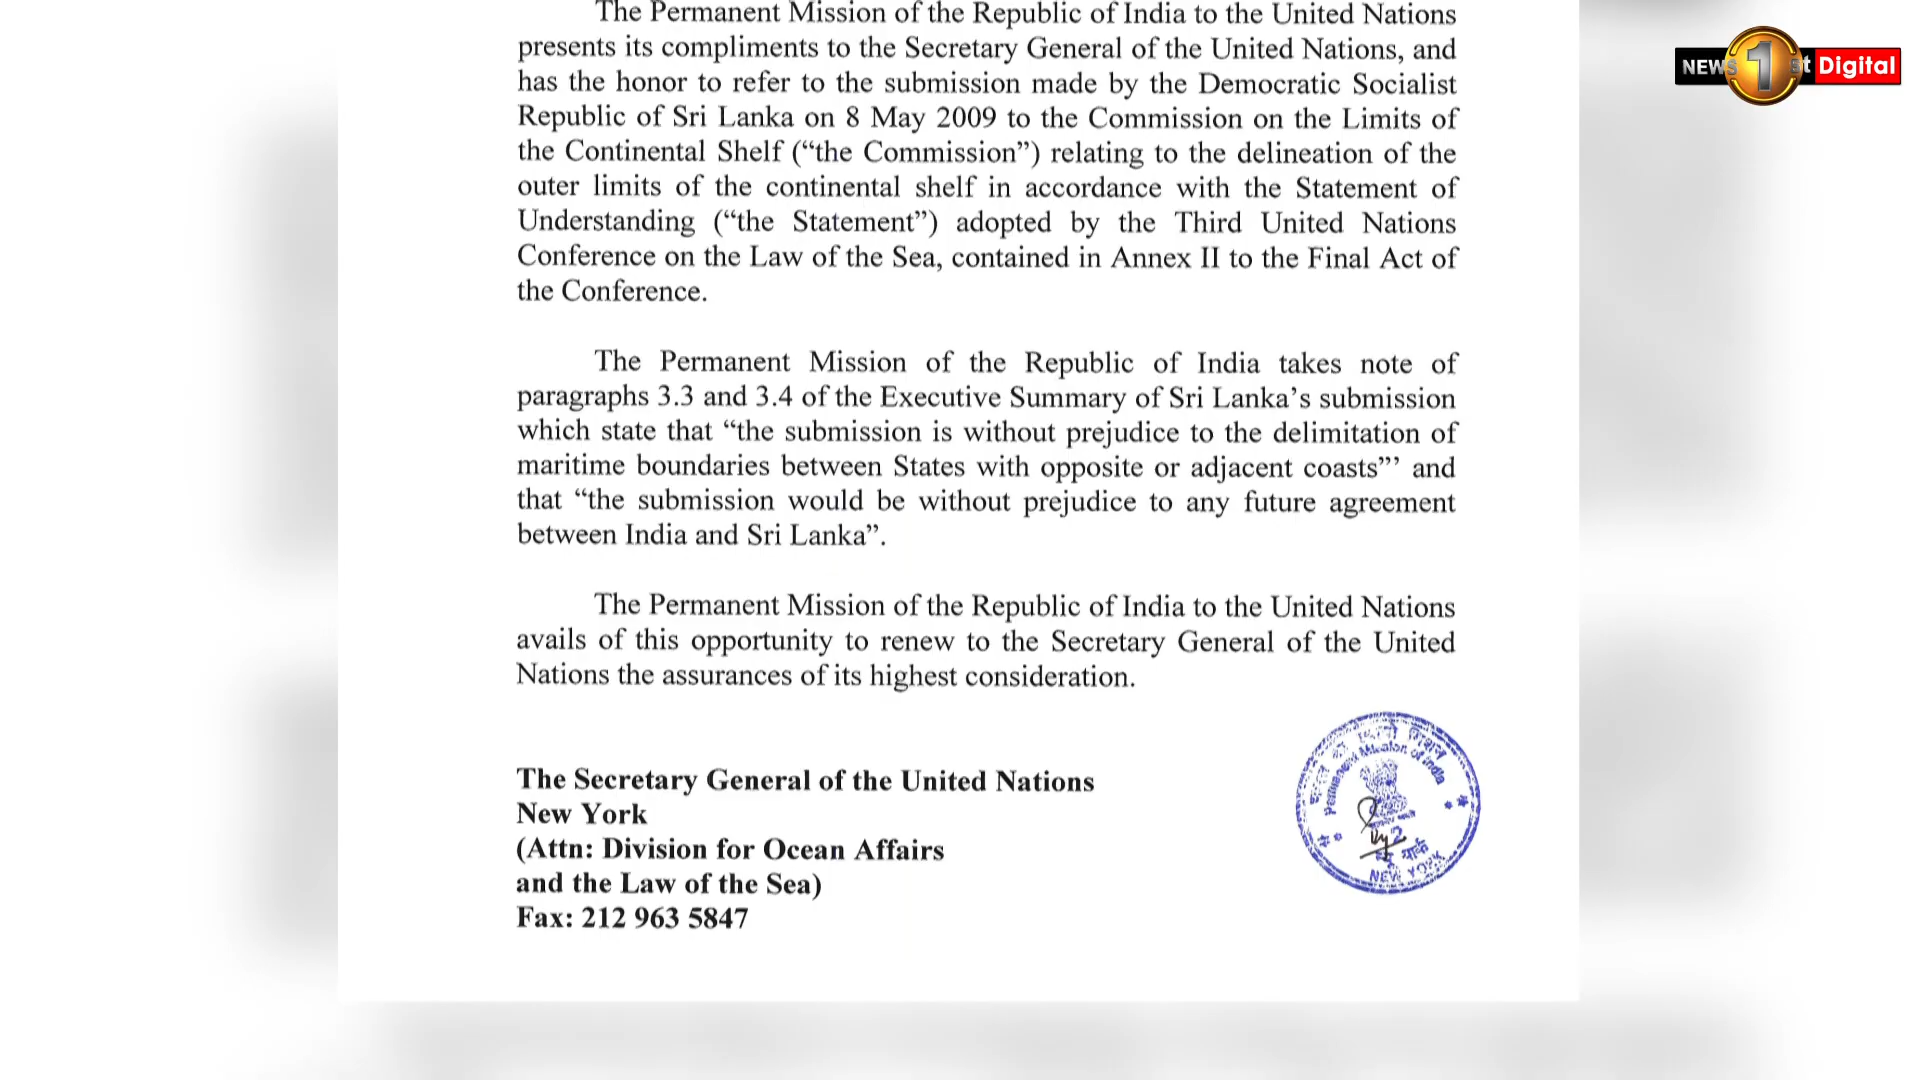 The Permanent Mission of the Republic of India to the United Nations
presents its compliments to the Secretary General of the United Nations, and
has the honor to refer to the submission made by the Democratic Socialist
Republic of Sri Lanka on 8 May 2009 to the Commission on the Limits of
the Continental Shelf (“the Commission”) relating to the delineation of the
outer limits of the continental shelf in accordance with the Statement of
Understanding (“the Statement”) adopted by the Third United Nations
Conference on the Law of the Sea, contained in Annex II to the Final Act of
the Conference.
The Permanent Mission of the Republic of India takes note of
paragraphs 3.3 and 3.4 of the Executive Summary of Sri Lanka’s submission
which state that “the submission is without prejudice to the delimitation of
maritime boundaries between States with opposite or adjacent coasts”’ and
that “the submission would be without prejudice to any future agreement
between India and Sri Lanka”.
The Permanent Mission of the Republic of India to the United Nations
avails of this opportunity to renew to the Secretary General of the United
Nations the assurances of its highest consideration.
The Secretary General of the United Nations
New York
(Attn: Division for Ocean Affairs
and the Law of the Sea)
Fax: 212 963 5847
Permanent Mission of India
NEW YORK
NEWS 1st Digital